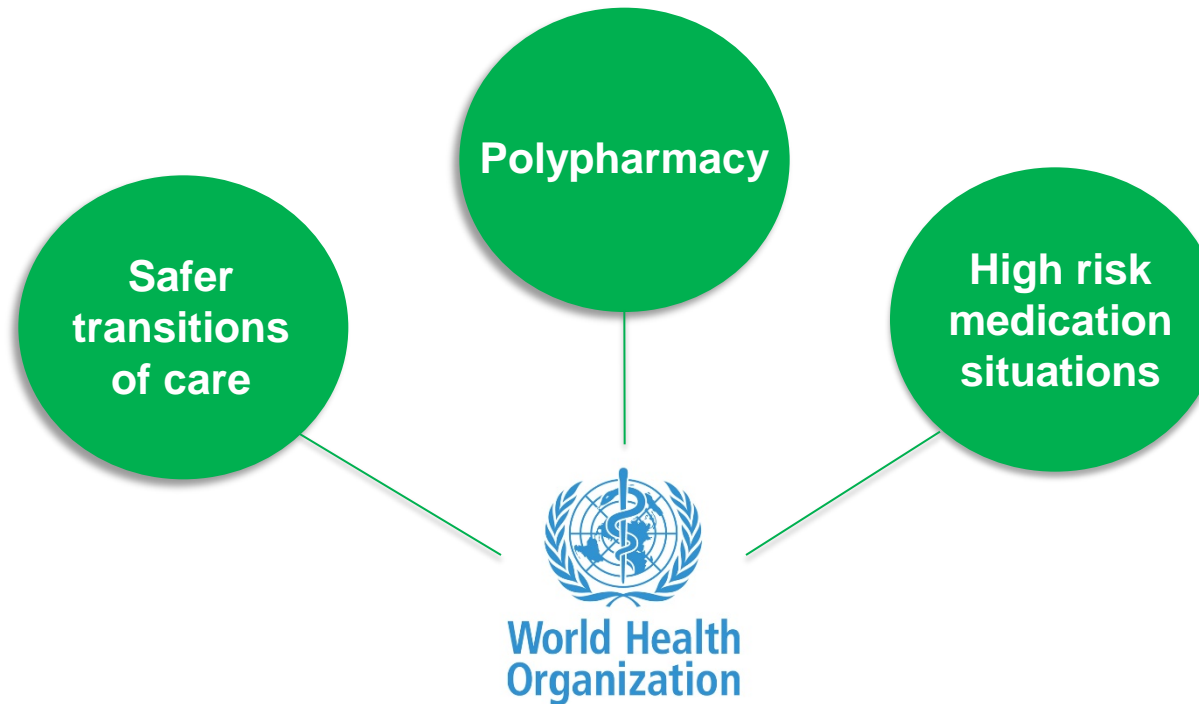 Polypharmacy
Safer
transitions
of care
High risk
medication
situations
World Health
Organization